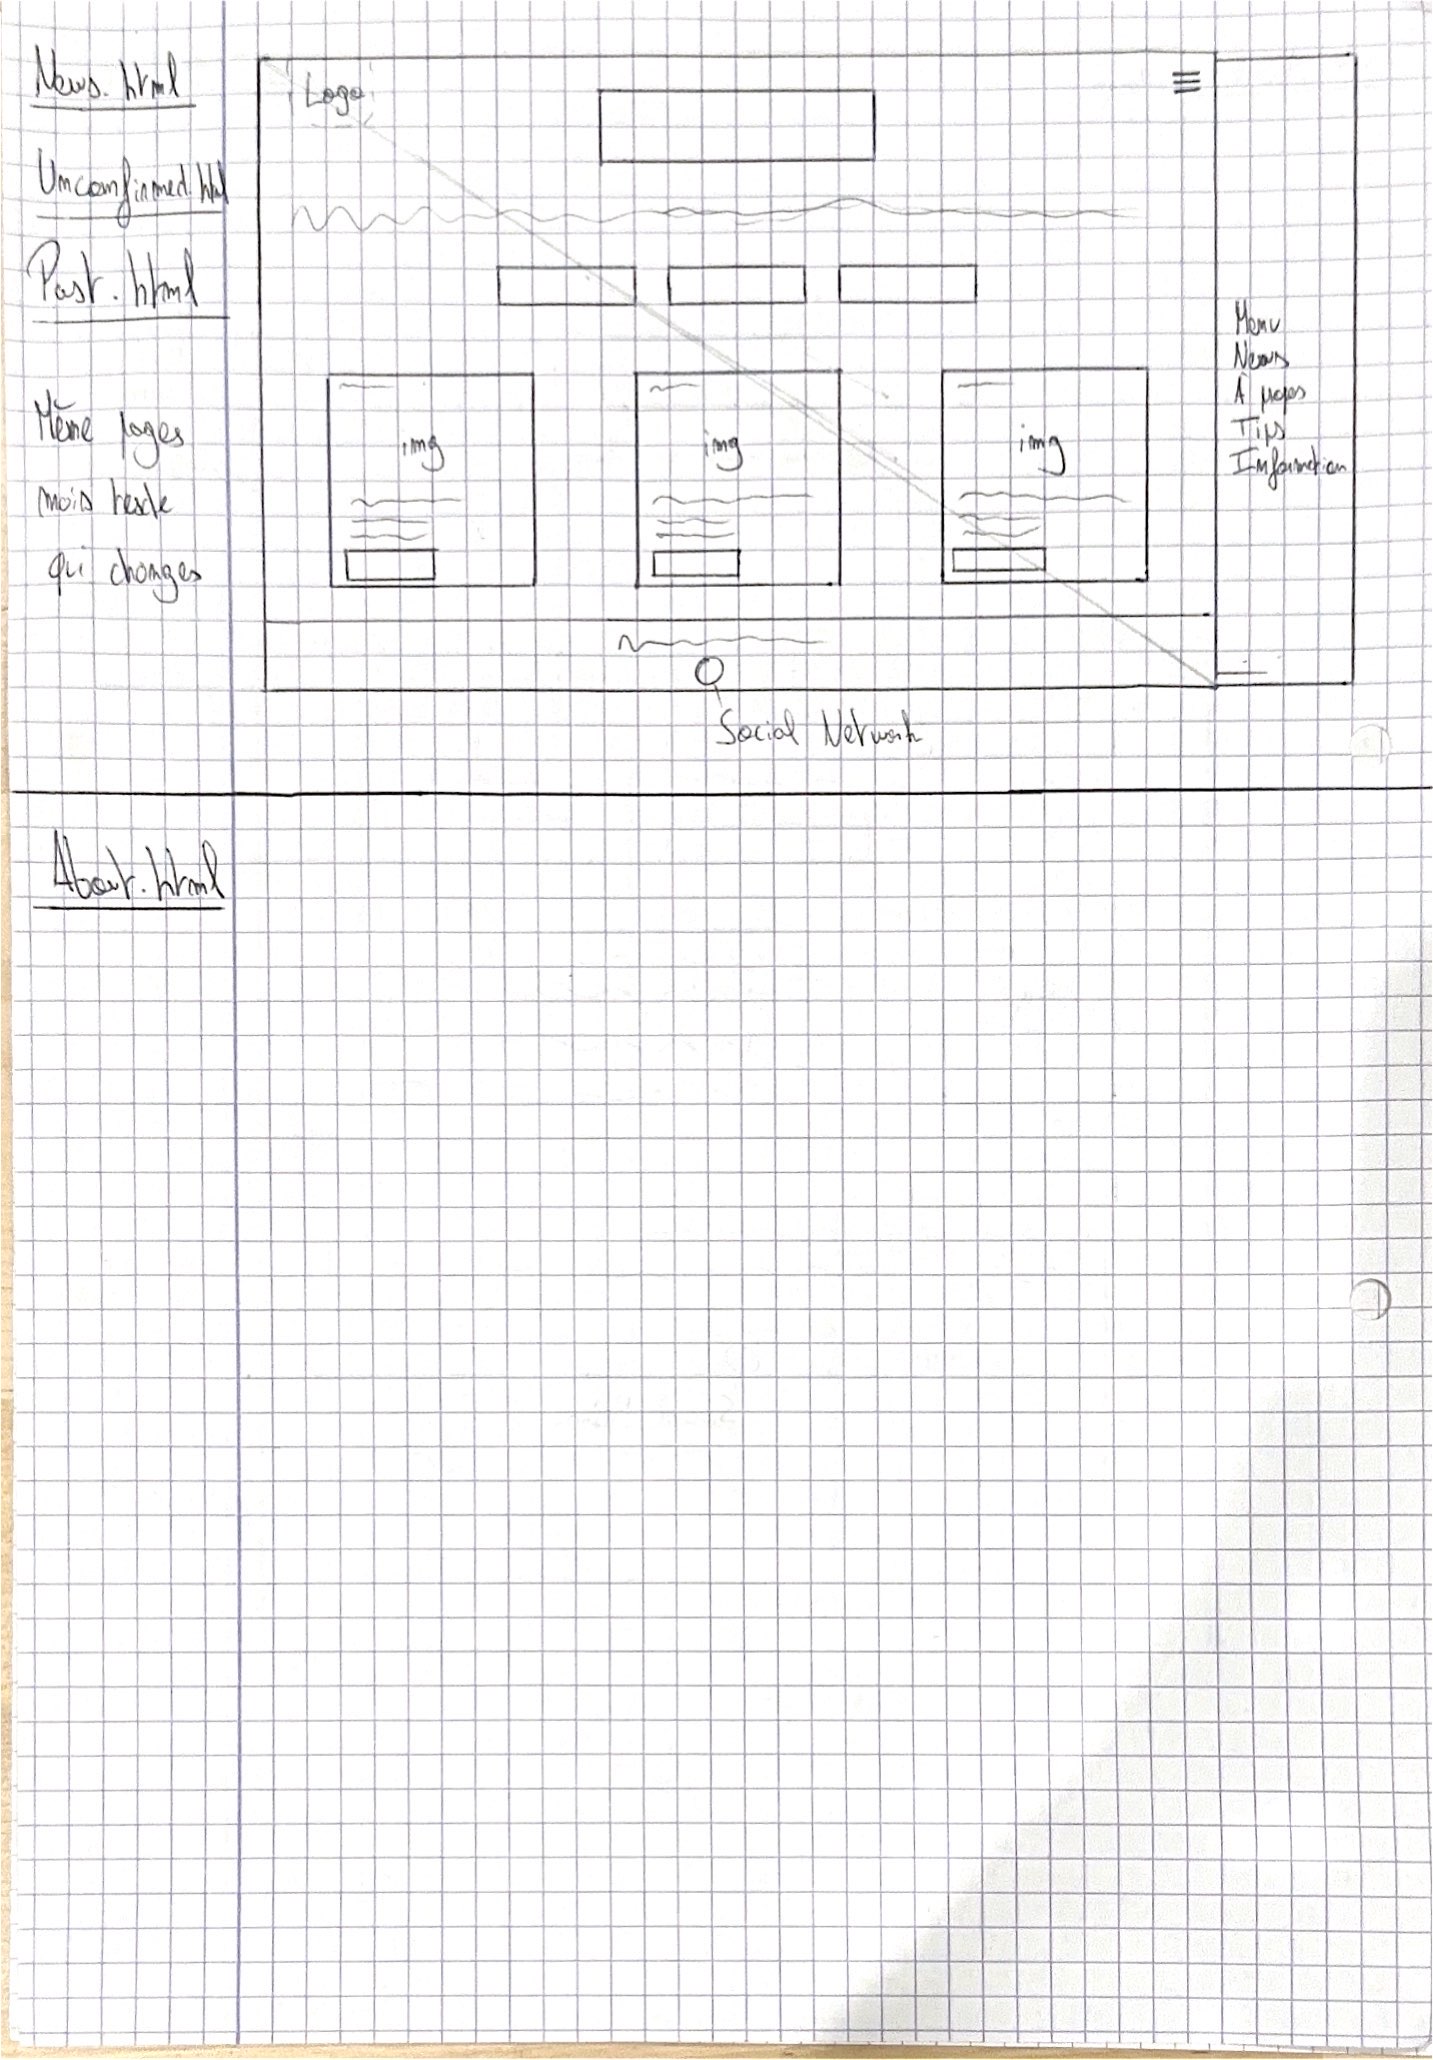 News.html
Unconfirmed.html
Past.html
Même pages
mais texte
qui changes
Logo
img
img
img
Menu
News
À propos
Tips
Information
Social Network
About.html